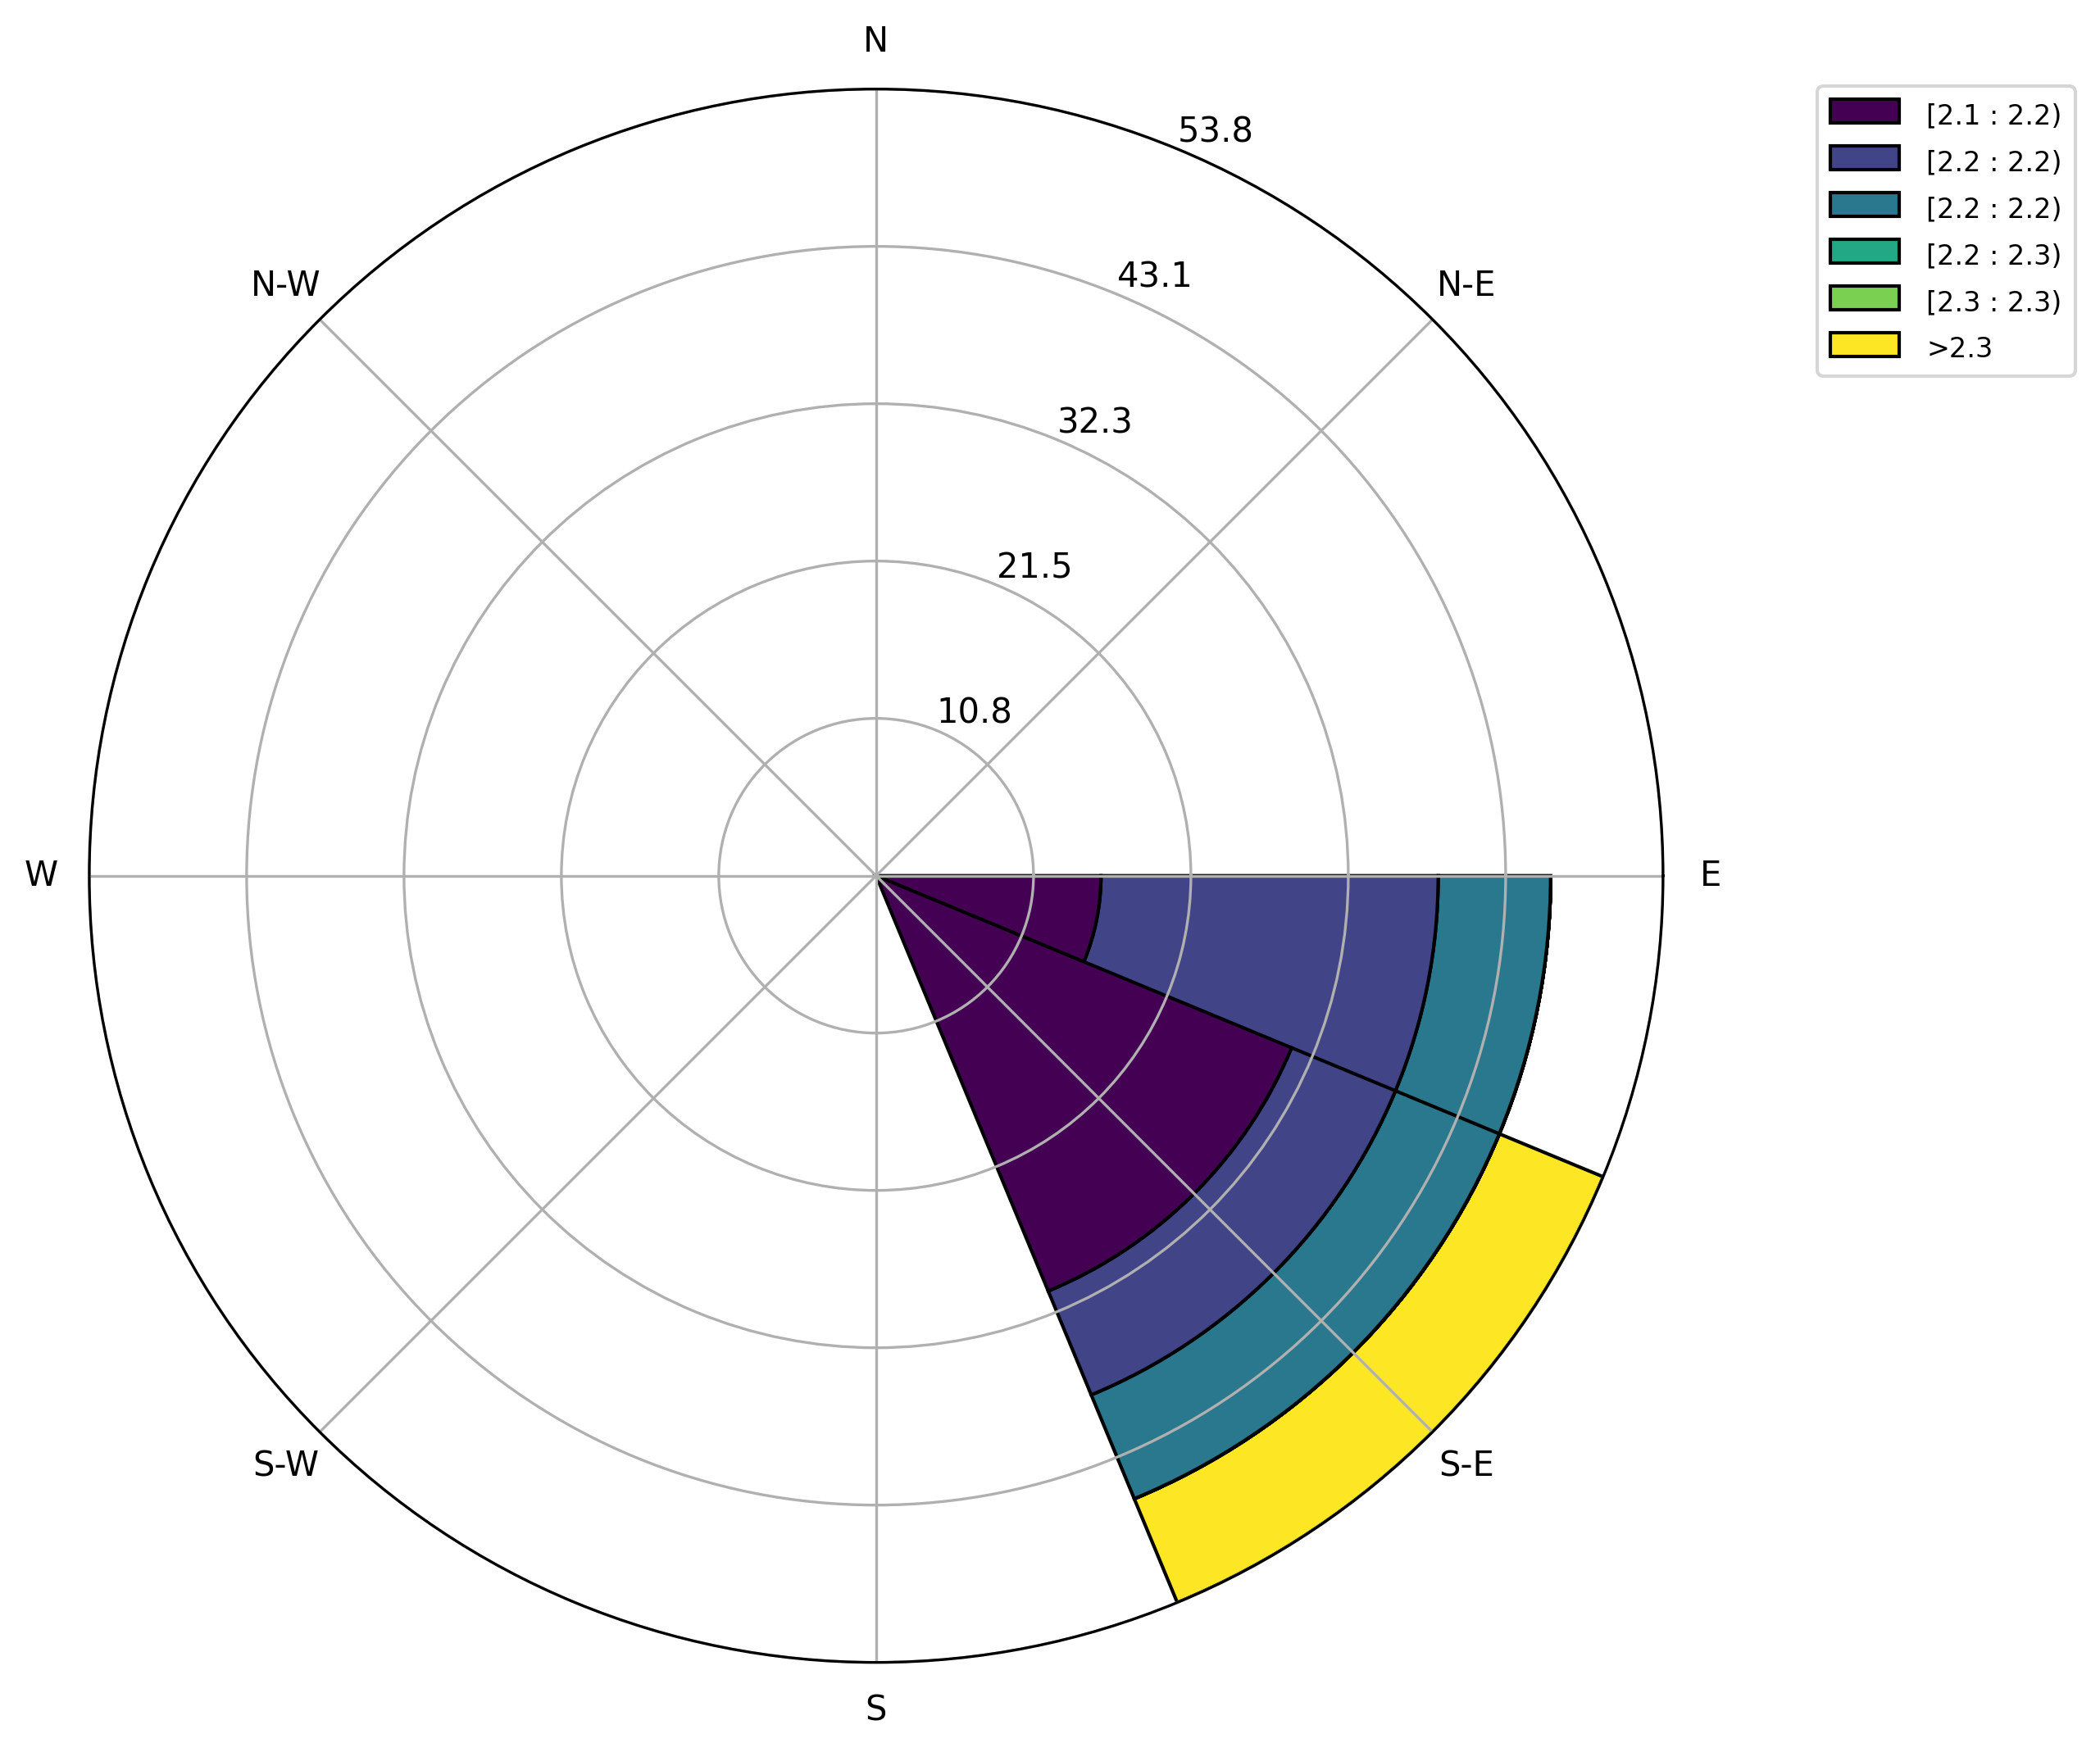 N
53.8
43.1
32.3
21.5
10.8
N-W
N-E
W
E
S-W
S-E
S
[2.1 : 2.2)
[2.2 : 2.2)
[2.2 : 2.2)
[2.2 : 2.3)
[2.3 : 2.3)
>2.3